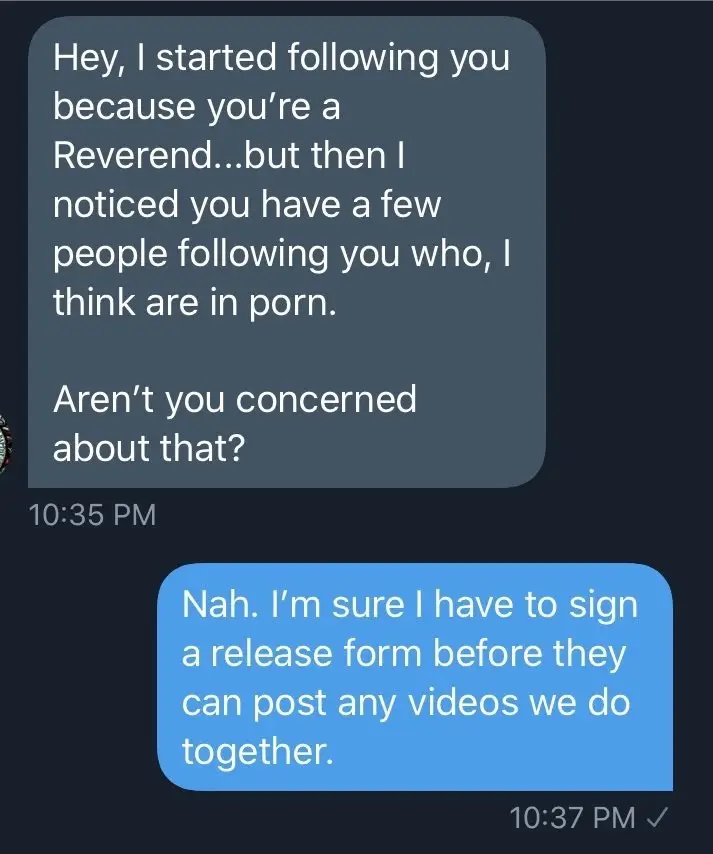 Hey, I started following you
because you’re a
Reverend...but then I
noticed you have a few
people following you who, I
think are in porn.
Aren’t you concerned
about that?
10:35 PM
Nah. I’m sure I have to sign
a release form before they
can post any videos we do
together.
10:37 PM ✓